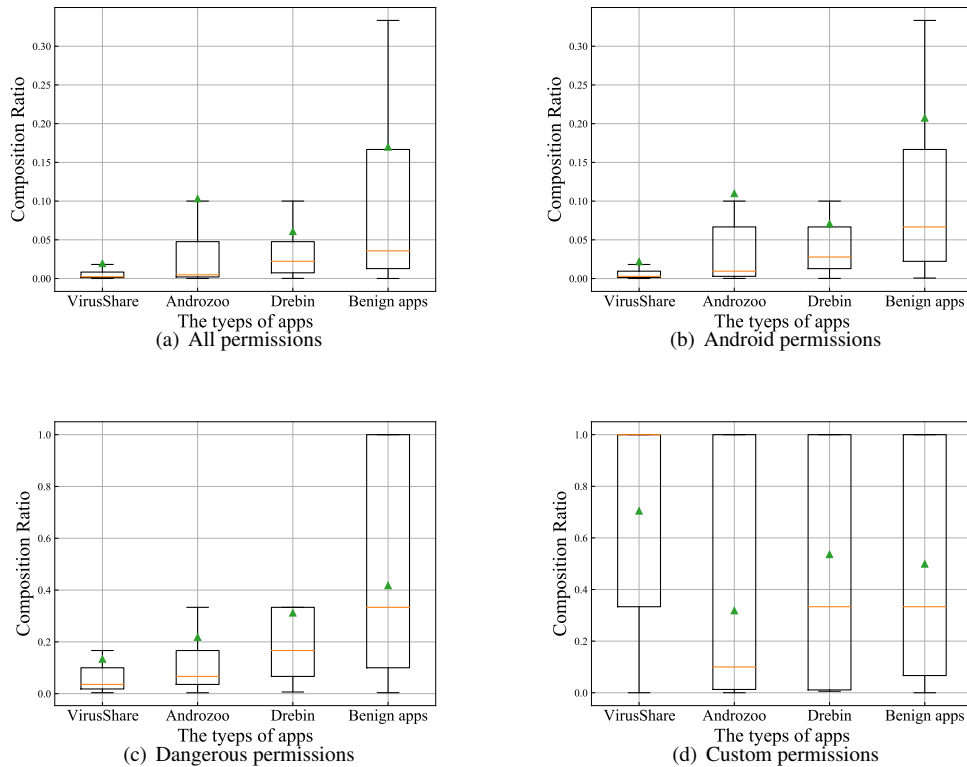 0.30
0.25
0.20
0.15
0.10
0.05
0.00
Composition Ratio
VirusShare Androzoo Drebin Benign apps
The tyeps of apps
(a) All permissions
0.30
0.25
0.20
0.15
0.10
0.05
0.00
Composition Ratio
VirusShare Androzoo Drebin Benign apps
The tyeps of apps
(b) Android permissions
1.0
0.8
0.6
0.4
0.2
0.0
Composition Ratio
VirusShare Androzoo Drebin Benign apps
The tyeps of apps
(c) Dangerous permissions
1.0
0.8
0.6
0.4
0.2
0.0
Composition Ratio
VirusShare Androzoo Drebin Benign apps
The tyeps of apps
(d) Custom permissions